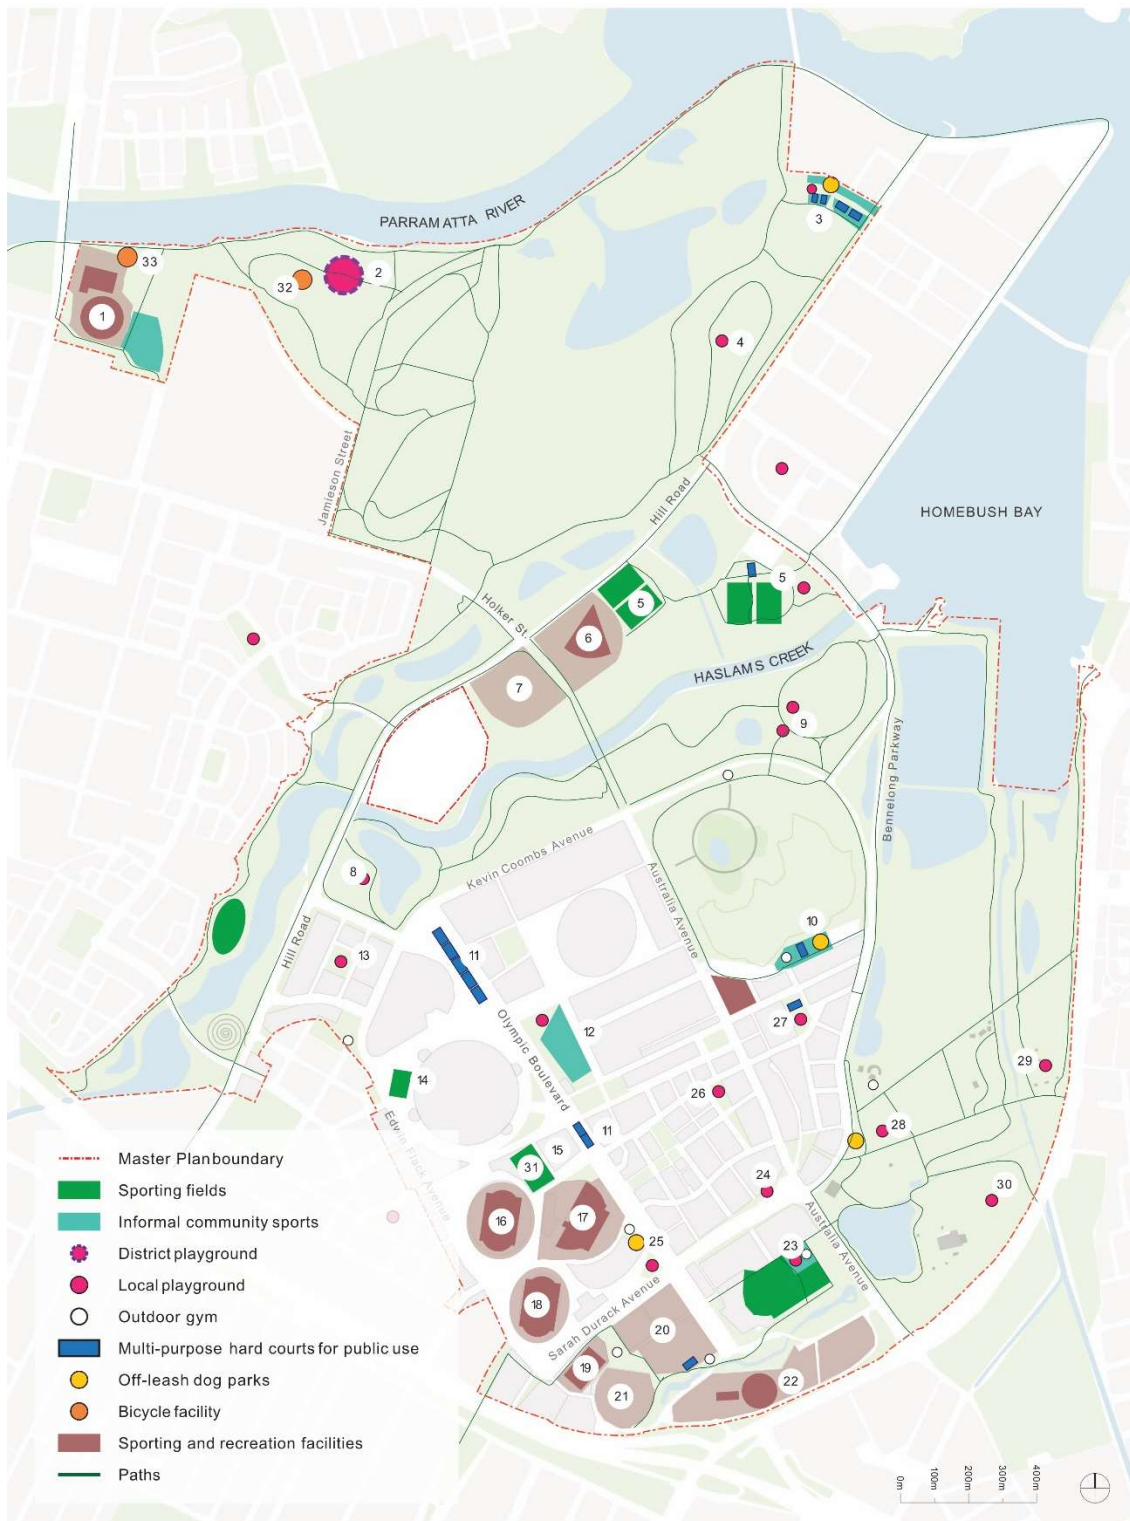 PARRAMATTA RIVER
3
33
2
32
1
4
Jamieson Street
Hill Road
HOMEBUSH BAY
5
5
Holker St.
6
HASLAMS CREEK
7
9
Bennelong Parkway
Kevin Coombs Avenue
8
Australia Avenue
10
Hill Road
13
11
27
12
Olympic Boulevard
29
14
26
Edwin Flack Avenue
11
28
15
31
24
30
16
17
Australia Avenue
25
23
18
Sarah Durack Avenue
20
19
21
22
Master Plan boundary
Sporting fields
Informal community sports
District playground
Local playground
Outdoor gym
Multi-purpose hard courts for public use
Off-leash dog parks
Bicycle facility
Sporting and recreation facilities
Paths
0m
100m
200m
300m
400m